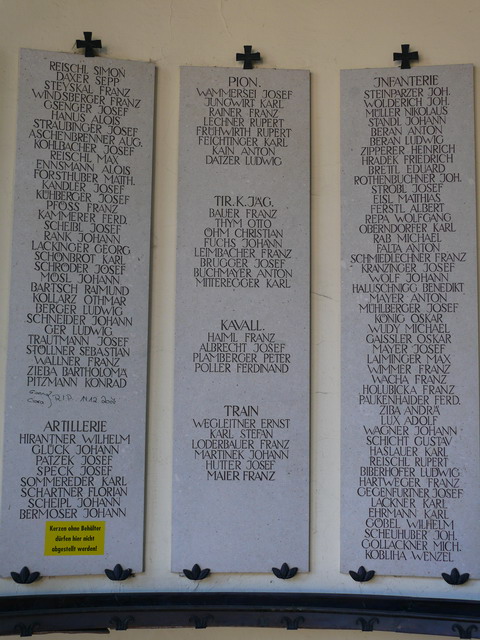 REISCHL SIMON
DAXER SEPP
STEYSKAL FRANZ
WINDSBERGER FRANZ
GSENGER JOSEF
HANUS ALOIS
STRAUBINGER JOSEF
ASCHENBRENNER AUG.
KOHLBACHER JOSEF
REISCHL MAX
ENNSMANN ALOIS
FORSTHUBER MATH.
KANDLER JOSEF
KUHBERGER JOSEF
PFOSS FRANZ
KAMMERER FERD.
SCHEIBL JOSEF
RANK JOHANN
LACKINGER GEORG
SCHÖNBROT KARL
SCHRÖDER JOSEF
MÖSL JOHANN
BARTSCH RAIMUND
KOLLARZ OTHMAR
BERGER LUDWIG
SCHNEIDER JOHANN
GER LUDWIG
TRAUTMANN JOSEF
STÖLLNER SEBASTIAN
WALLNER FRANZ
ZIEBA BARTHOLOMÄ
PITZMANN KONRAD
ARTILLERIE
HIRANTNER WILHELM
GLÜCK JOHANN
PATZEK JOSEF
SPECK JOSEF
SOMMEREDER KARL
SCHARTNER FLORIAN
SCHEIPL JOHANN
BERMOSER JOHANN
Kerzen ohne Behälter
dürfen hier nicht
abgestellt werden!
PION.
WAMMERSEI JOSEF
JUNGWIRT KARL
RAINER FRANZ
LECHNER RUPERT
FRÜHWIRTH RUPERT
FEICHTINGER KARL
KAIN ANTON
DATZER LUDWIG
TIR. K. JÄG.
BAUER FRANZ
THYM OTTO
ÖHM CHRISTIAN
FUCHS JOHANN
LEIMBACHER FRANZ
BRUGGER JOSEF
BUCHMAYER ANTON
MITEREGGER KARL
KAVALL.
HAIML FRANZ
ALBRECHT JOSEF
PLAMBERGER PETER
POLLER FERDINAND
TRAIN
WEGLEITNER ERNST
KARL STEFAN
LODERBAUER FRANZ
MARTINEK JOHANN
HUTTER JOSEF
MAIER FRANZ
INFANTERIE
STEINPARZER JOH.
WOLDERICH JOH.
MÜLLER NIKOLAUS
STANDL JOHANN
BERAN ANTON
BERAN LUDWIG
ZIPPERER HEINRICH
HRADEK FRIEDRICH
BRETTL EDUARD
ROTHENBUCHNER JOH.
STROBL JOSEF
EISL MATHIAS
FERSTL ALBERT
REPA WOLFGANG
OBERNDORFER KARL
RAB MICHAEL
FALTA ANTON
SCHMIEDLECHNER FRANZ
KRANZINGER JOSEF
WOLF JOHANN
HALUSCHNIGG BENEDIKT
MAYER ANTON
MÜHLBERGER JOSEF
KÖNIG OSKAR
WUDY MICHAEL
GAISSLER OSKAR
MAYER JOSEF
LAIMINGER MAX
WIMMER FRANZ
WACHA FRANZ
HOLUBICKA FRANZ
PAUKENHAIDER FERD.
ZIBA ANDRÄ
LUX ADOLF
WAGNER JOHANN
SCHICHT GUSTAV
HASLAUER KARL
REISCHL RUPERT
BIBERHOFER LUDWIG
HARTWEGER FRANZ
GEGENFURTNER JOSEF
LACKNER KARL
EHRMANN KARL
GÖBEL WILHELM
SCHEUHUBER JOH.
GOLLACKNER MICH.
KOBLIHA WENZEL